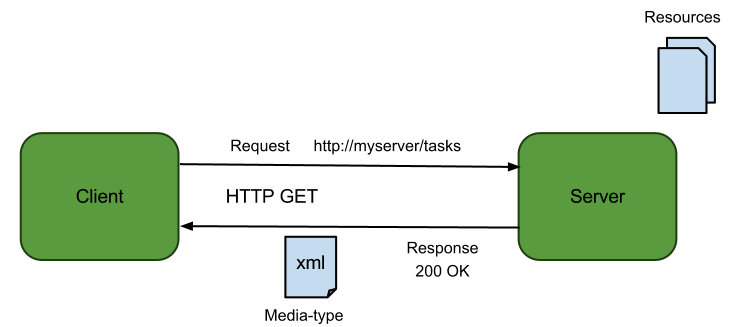 Resources
Request http://myserver/tasks
Client
HTTP GET
Server
xml
Response
200 OK
Media-type